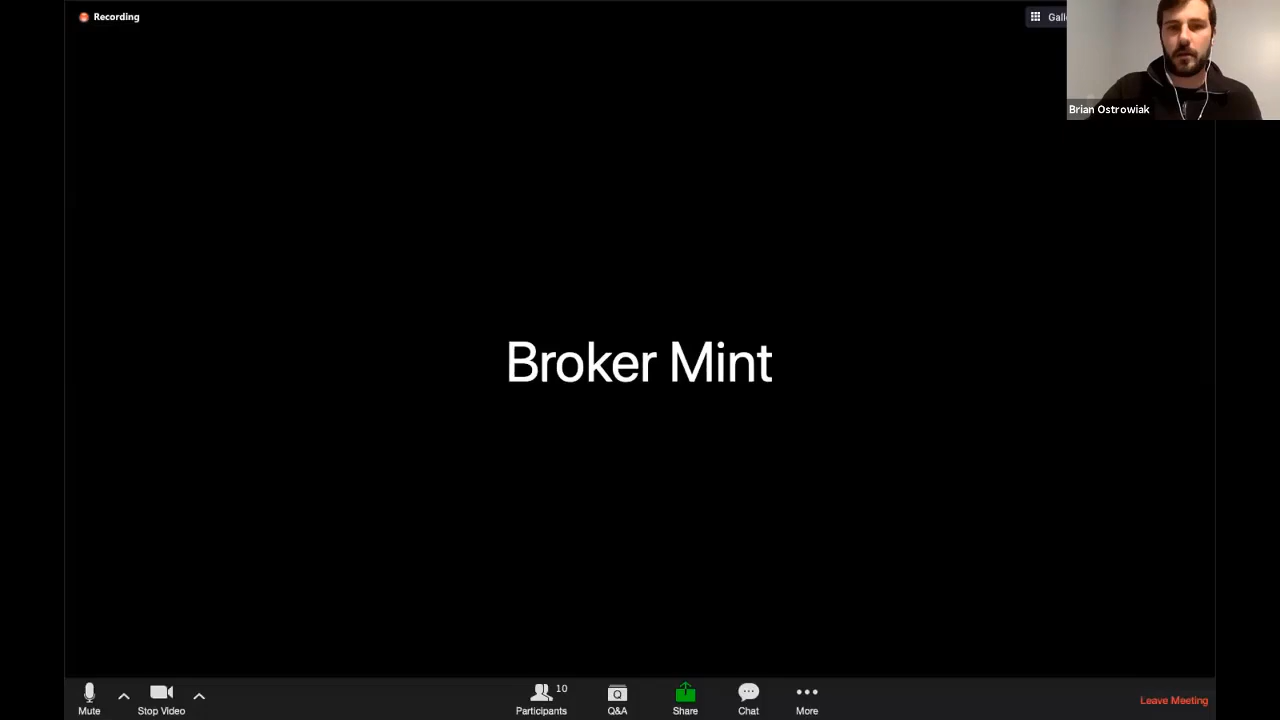 Recording
Brian Ostrowiak
Broker Mint
Mute
Stop Video
Participants
10
Q&A
Share
Chat
More
Leave Meeting